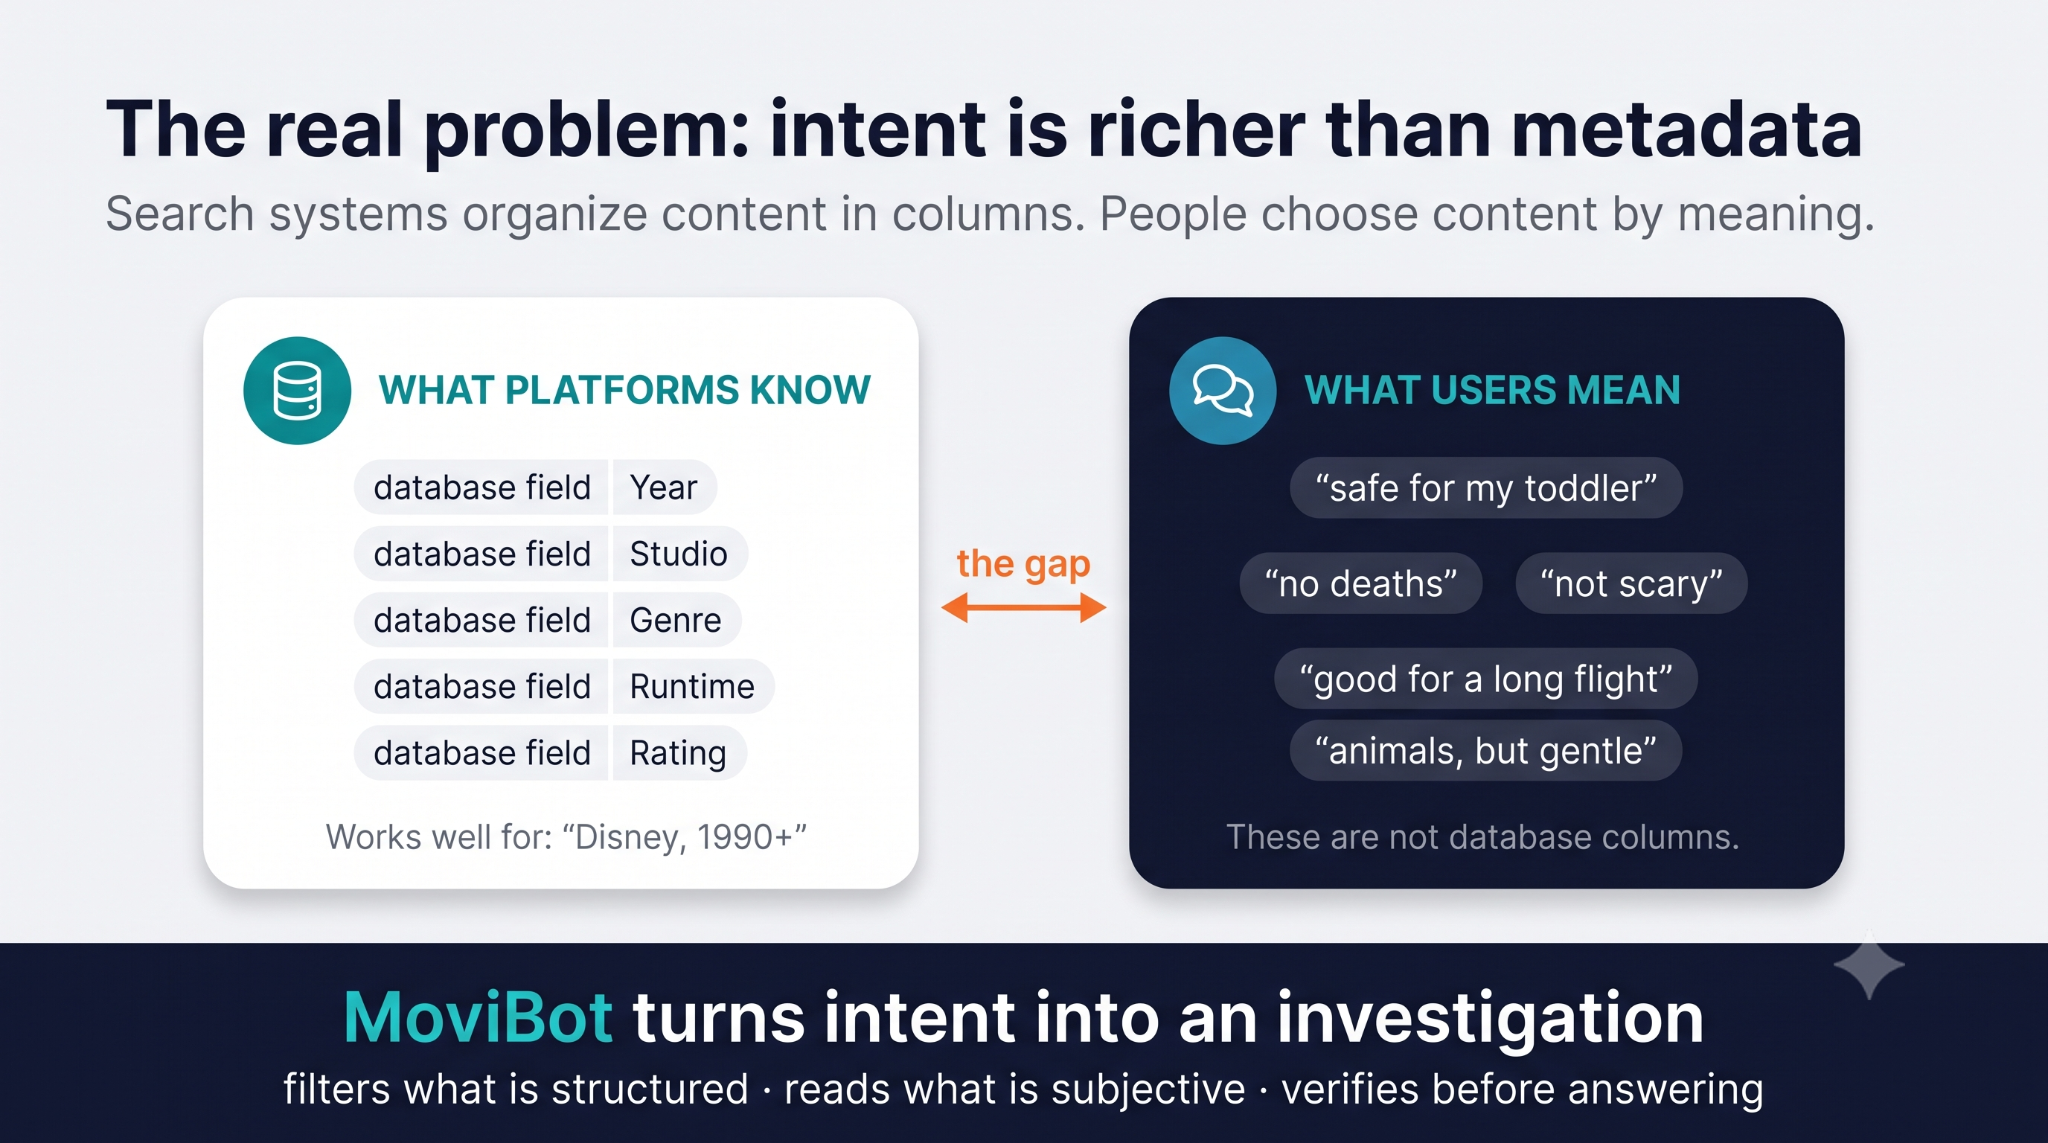 The real problem: intent is richer than metadata
Search systems organize content in columns. People choose content by meaning.
WHAT PLATFORMS KNOW
database field Year
database field Studio
database field Genre
database field Runtime
database field Rating
Works well for: “Disney, 1990+”
the gap
WHAT USERS MEAN
“safe for my toddler”
“no deaths” “not scary”
“good for a long flight”
“animals, but gentle”
These are not database columns.
MoviBot turns intent into an investigation
filters what is structured · reads what is subjective · verifies before answering